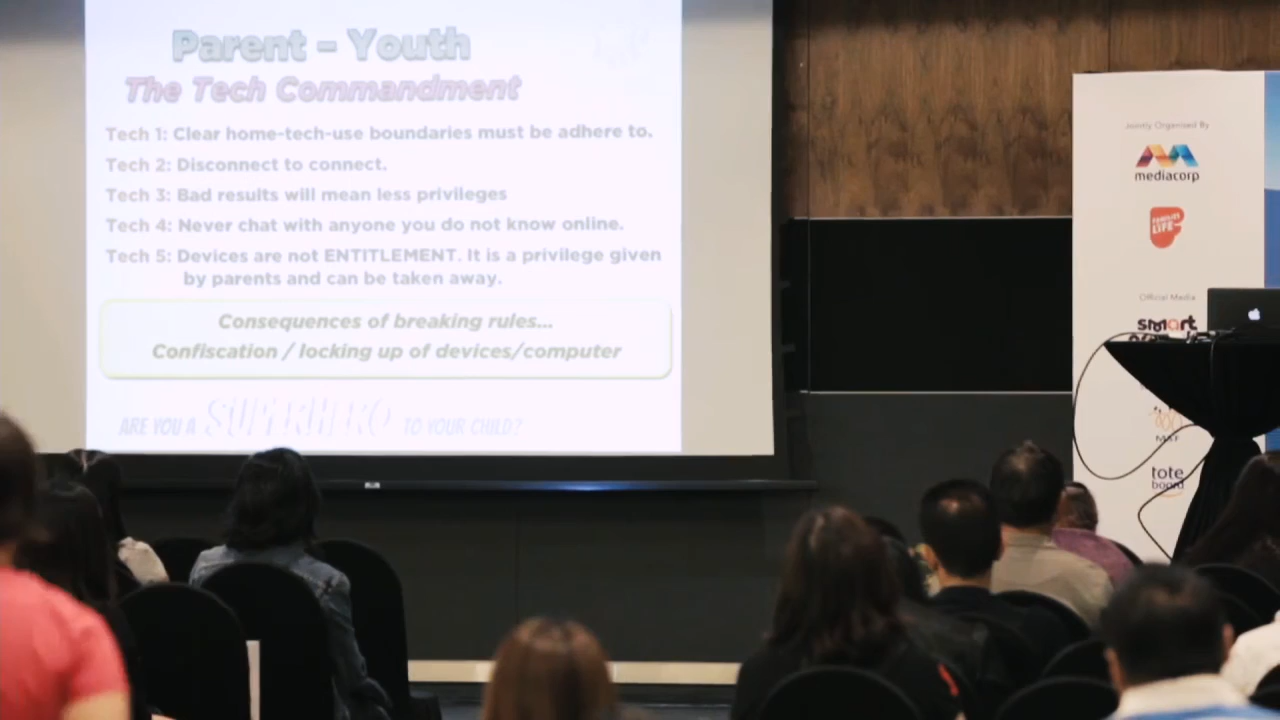 Parent - Youth
The Tech Commandment
Tech 1: Clear home-tech-use boundaries must be adhere to.
Tech 2: Disconnect to connect.
Tech 3: Bad results will mean less privileges
Tech 4: Never chat with anyone you do not know online.
Tech 5: Devices are not ENTITLEMENT. It is a privilege given
by parents and can be taken away.
Consequences of breaking rules...
Confiscation / locking up of devices/computer
ARE YOU A SUPERHERO TO YOUR CHILD?
Jointly Organised By
mediacorp
FAMILIES
LIFE
Official Media
smart
tote
board